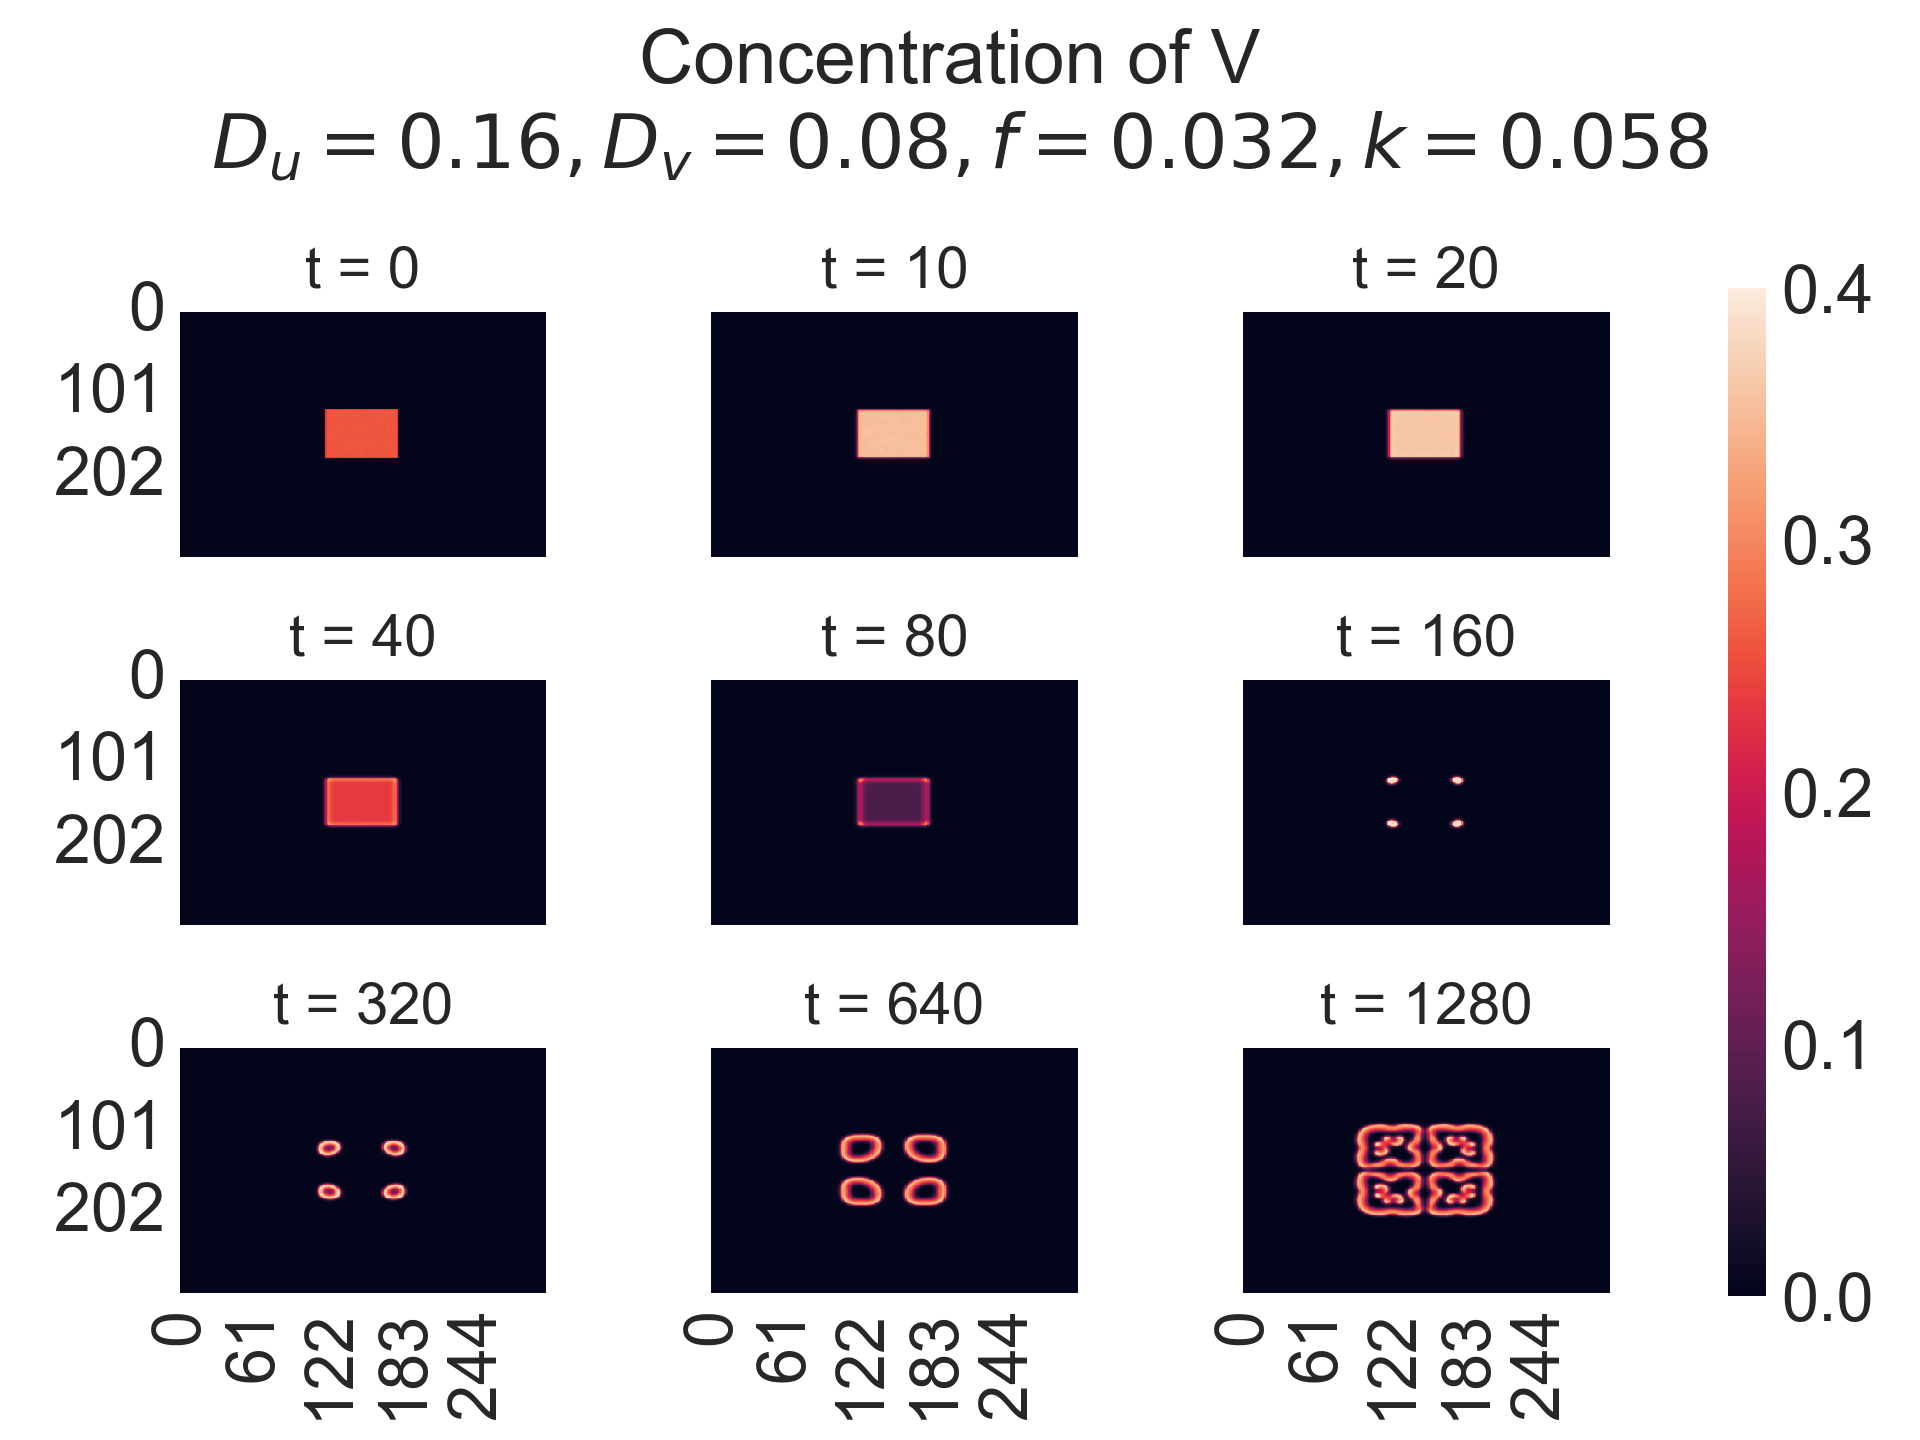 Concentration of V
D_u = 0.16, D_v = 0.08, f = 0.032, k = 0.058
t = 0
t = 10
t = 20
0
101
202
t = 40
t = 80
t = 160
0
101
202
t = 320
t = 640
t = 1280
0
101
202
0 61 122 183 244
0 61 122 183 244
0 61 122 183 244
0.4
0.3
0.2
0.1
0.0